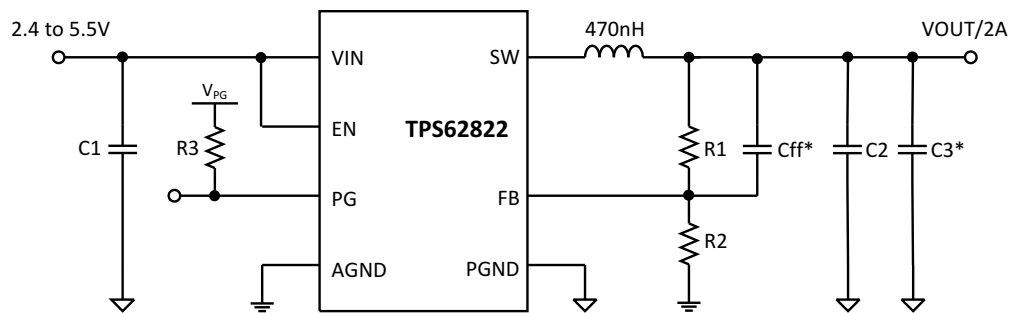 2.4 to 5.5V
470nH
VOUT/2A
VIN
SW
V_PG
EN
TPS62822
C1
R3
R1
Cff*
C2
C3*
PG
FB
R2
AGND
PGND